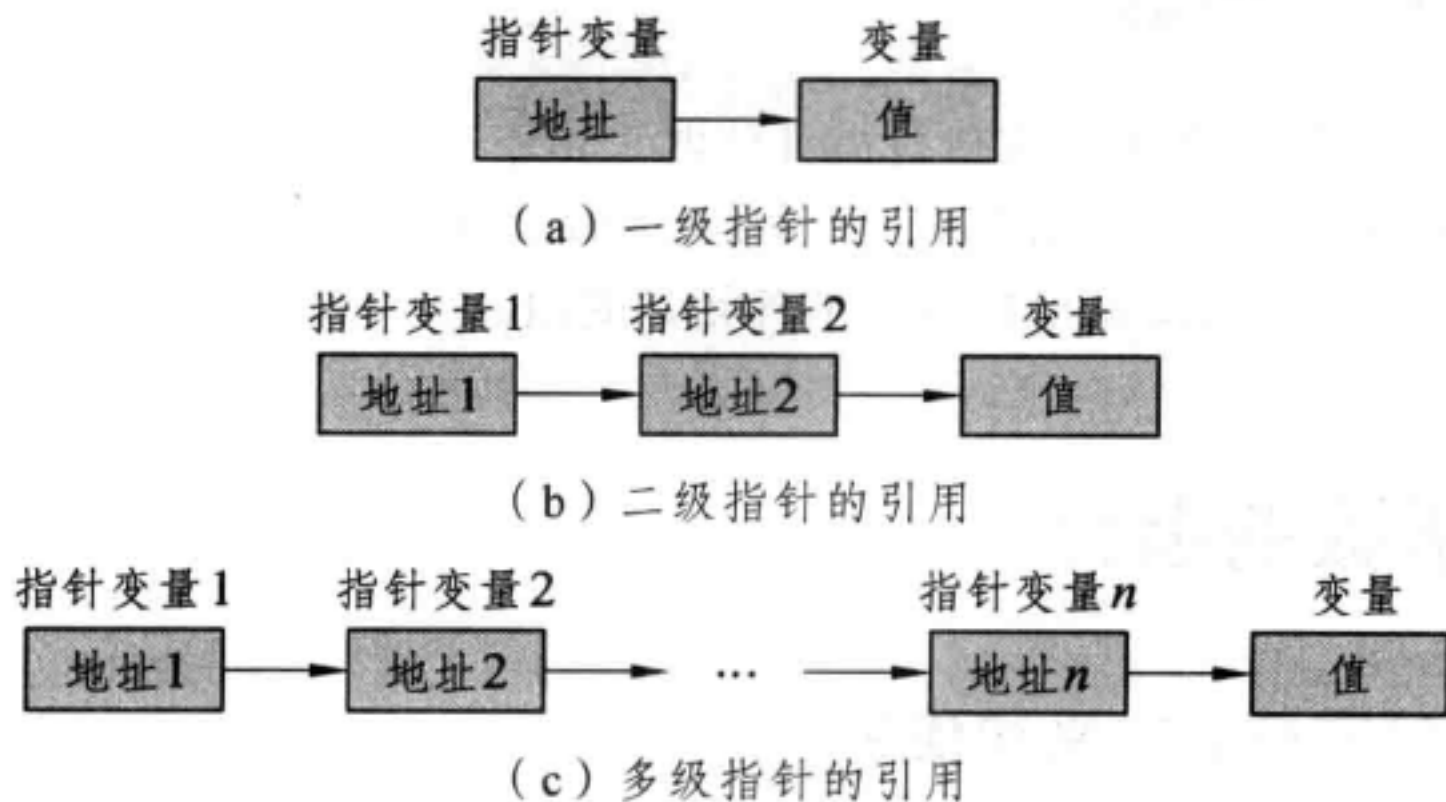 指针变量 变量
地址 值
（a）一级指针的引用
指针变量1 指针变量2 变量
地址1 地址2 值
（b）二级指针的引用
指针变量1 指针变量2 指针变量n 变量
地址1 地址2 … 地址n 值
（c）多级指针的引用